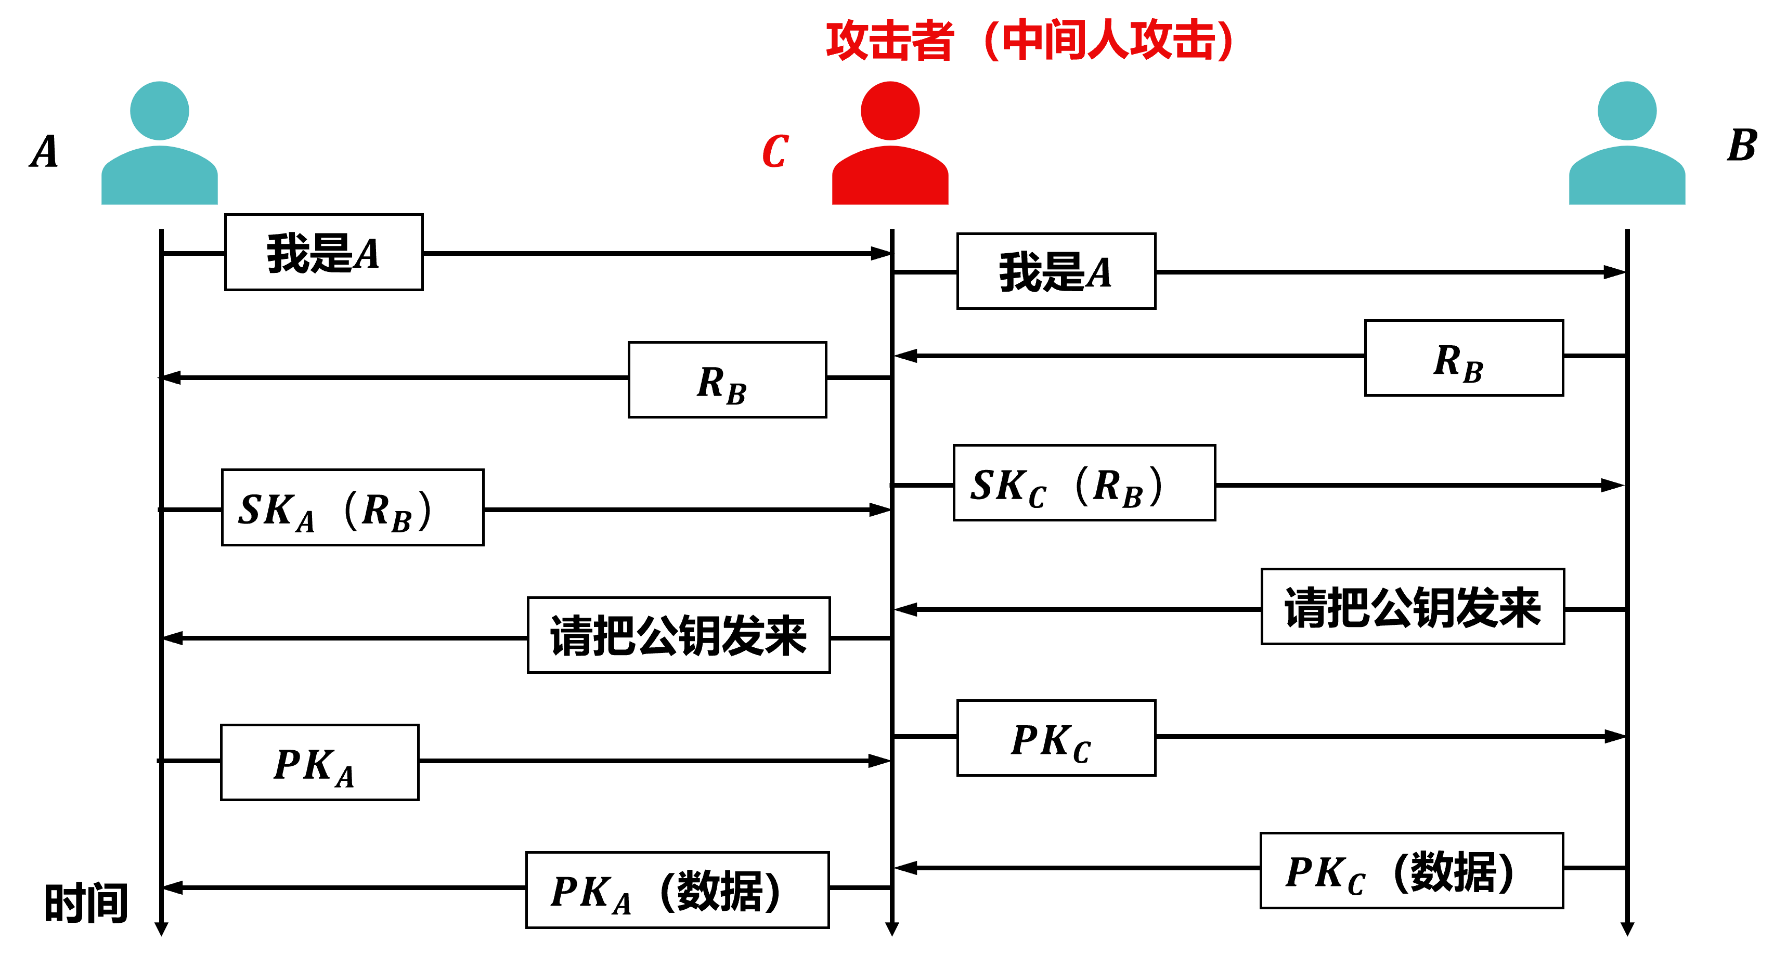 攻击者（中间人攻击）
A
C
B
我是A
我是A
R_B
R_B
SK_A（R_B）
SK_C（R_B）
请把公钥发来
请把公钥发来
PK_A
PK_C
PK_A（数据）
PK_C（数据）
时间